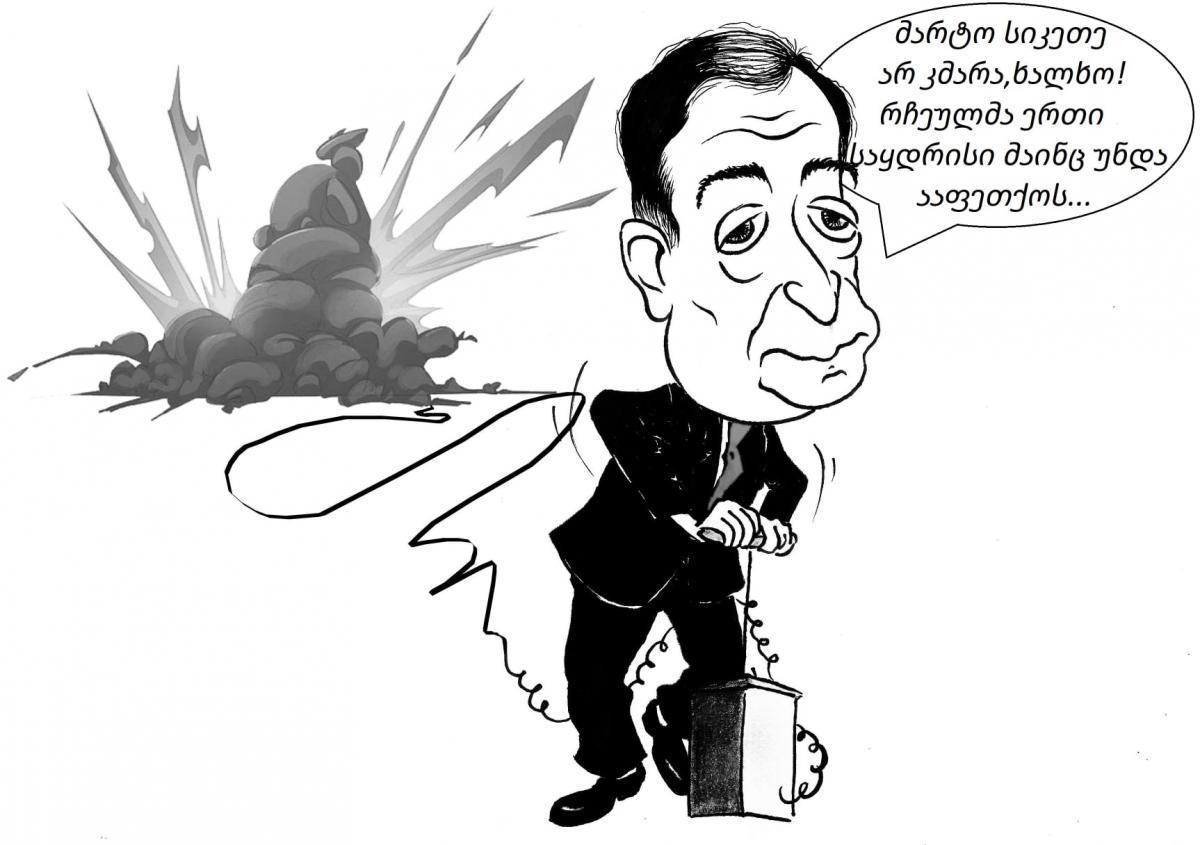 მარტო სიკეთე
არ კმარა,ხალხო!
რჩეულმა ერთი
საყდრისი მაინც უნდა
ააფეთქოს...